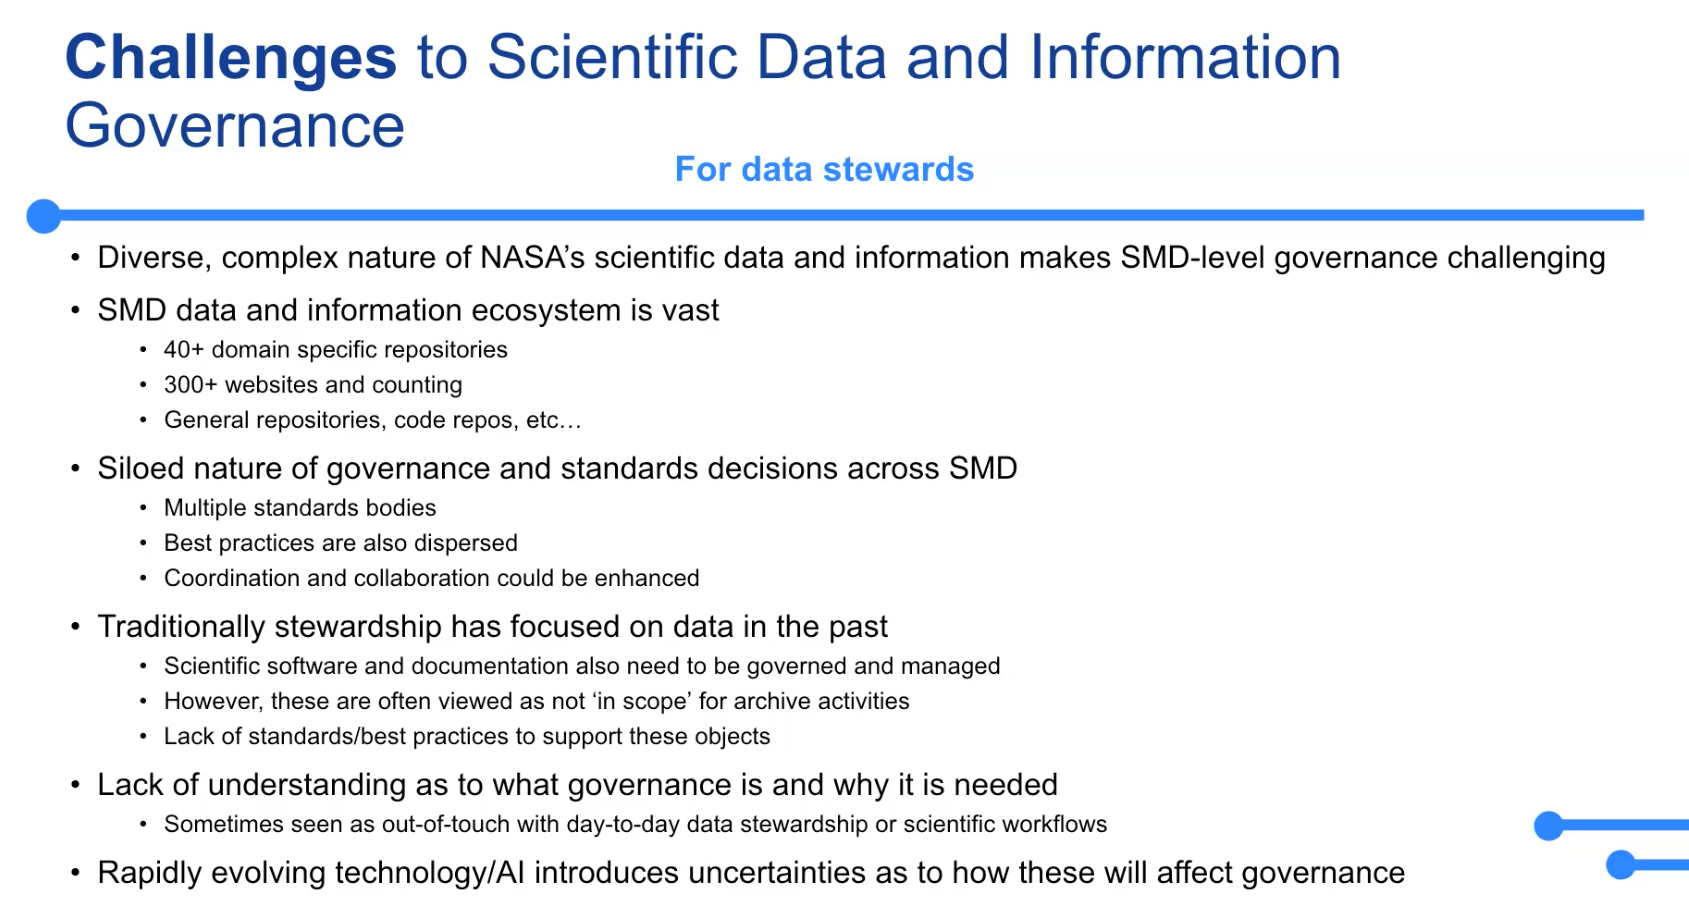 Challenges to Scientific Data and Information
Governance
For data stewards
• Diverse, complex nature of NASA’s scientific data and information makes SMD-level governance challenging
• SMD data and information ecosystem is vast
• 40+ domain specific repositories
• 300+ websites and counting
• General repositories, code repos, etc…
• Siloed nature of governance and standards decisions across SMD
• Multiple standards bodies
• Best practices are also dispersed
• Coordination and collaboration could be enhanced
• Traditionally stewardship has focused on data in the past
• Scientific software and documentation also need to be governed and managed
• However, these are often viewed as not ‘in scope’ for archive activities
• Lack of standards/best practices to support these objects
• Lack of understanding as to what governance is and why it is needed
• Sometimes seen as out-of-touch with day-to-day data stewardship or scientific workflows
• Rapidly evolving technology/AI introduces uncertainties as to how these will affect governance